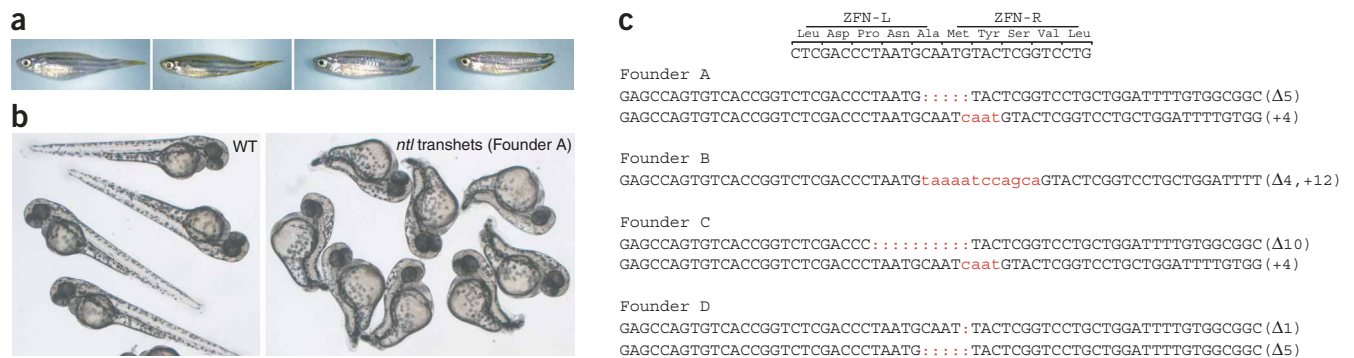 a
b
WT
ntl transhets (Founder A)
c
ZFN-L ZFN-R
Leu Asp Pro Asn Ala Met Tyr Ser Val Leu
CTCGACCCTAATGCAATGTACTCGGTCCTG
Founder A
GAGCCAGTGTCACCGGTCTCGACCCTAATG:::::TACTCGGTCCTGCTGGATTTTGTGGCGGC(Δ5)
GAGCCAGTGTCACCGGTCTCGACCCTAATGCAATcaatGTACTCGGTCCTGCTGGATTTTGTGG(+4)
Founder B
GAGCCAGTGTCACCGGTCTCGACCCTAATGtaaaatccagcaGTACTCGGTCCTGCTGGATTTT(Δ4,+12)
Founder C
GAGCCAGTGTCACCGGTCTCGACCC::::::::::TACTCGGTCCTGCTGGATTTTGTGGCGGC(Δ10)
GAGCCAGTGTCACCGGTCTCGACCCTAATGCAATcaatGTACTCGGTCCTGCTGGATTTTGTGG(+4)
Founder D
GAGCCAGTGTCACCGGTCTCGACCCTAATGCAAT:TACTCGGTCCTGCTGGATTTTGTGGCGGC(Δ1)
GAGCCAGTGTCACCGGTCTCGACCCTAATG:::::TACTCGGTCCTGCTGGATTTTGTGGCGGC(Δ5)